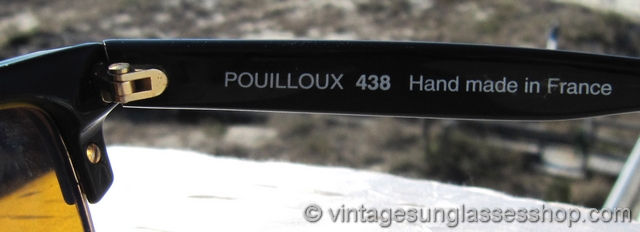 POUILLOUX 438 Hand made in France
© vintagesunglassesshop.com